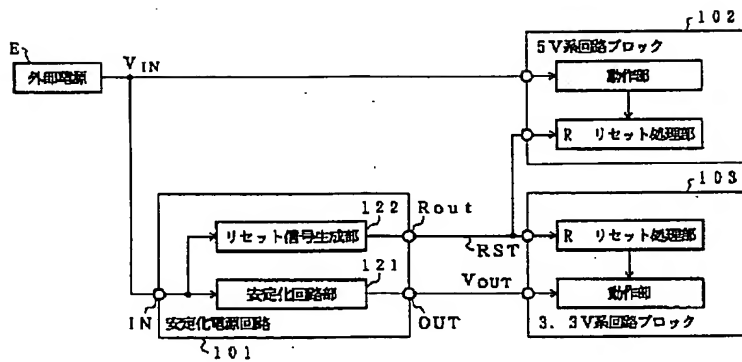 102
5V系回路ブロック
E
VIN
外部電源
動作部
R リセット処理部
103
122
Rout
リセット信号生成部
R リセット処理部
RST
121
VOUT
安定化回路部
動作部
IN
安定化電源回路
OUT
3.3V系回路ブロック
101